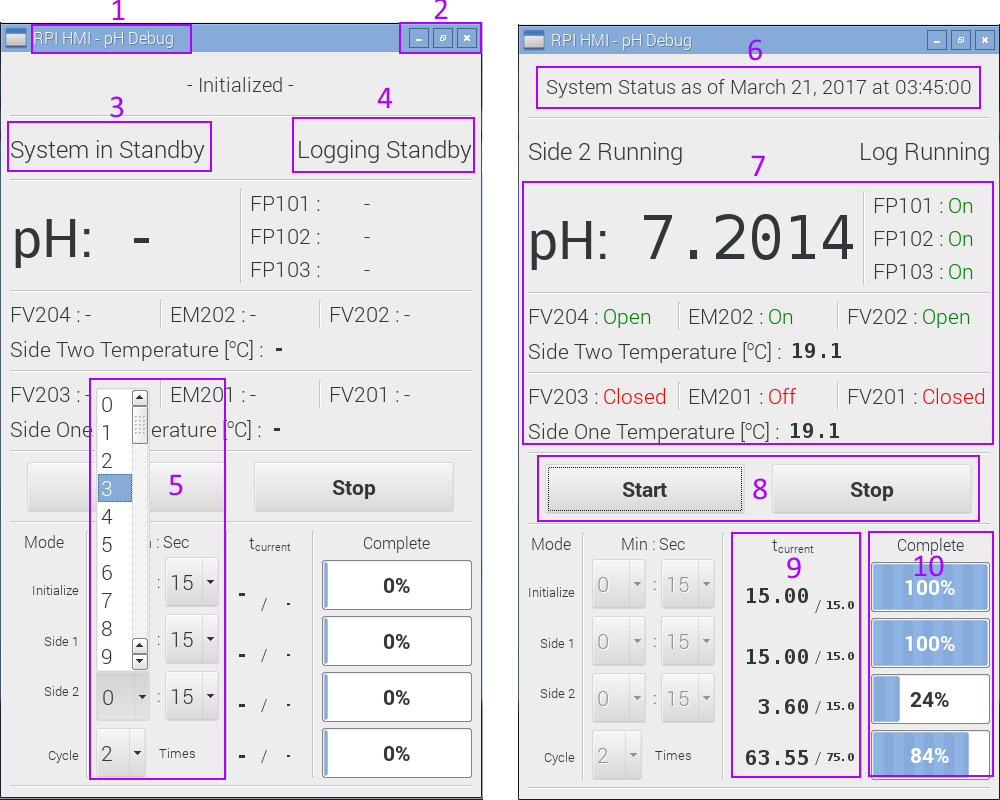 1
2
RPI HMI - pH Debug
- Initialized -
3
4
System in Standby
Logging Standby
pH: -
FP101 : -
FP102 : -
FP103 : -
FV204 : -
EM202 : -
FV202 : -
Side Two Temperature [°C] : -
FV203 : -
EM201 : -
FV201 : -
Side One erature [°C] : -
0
1
2
3
4
5
6
7
8
9
5
Stop
Mode
: Sec
tcurrent
Complete
Initialize
: 15
- / -
0%
Side 1
: 15
- / -
0%
Side 2
0 : 15
- / -
0%
Cycle
2
Times
- / -
0%
RPI HMI - pH Debug
6
System Status as of March 21, 2017 at 03:45:00
Side 2 Running
7
Log Running
pH: 7.2014
FP101 : On
FP102 : On
FP103 : On
FV204 : Open
EM202 : On
FV202 : Open
Side Two Temperature [°C] : 19.1
FV203 : Closed
EM201 : Off
FV201 : Closed
Side One Temperature [°C] : 19.1
Start
8
Stop
Mode
Min : Sec
tcurrent
Complete
9
10
Initialize
0 : 15
15.00 / 15.0
100%
Side 1
0 : 15
15.00 / 15.0
100%
Side 2
0 : 15
3.60 / 15.0
24%
Cycle
2
Times
63.55 / 75.0
84%